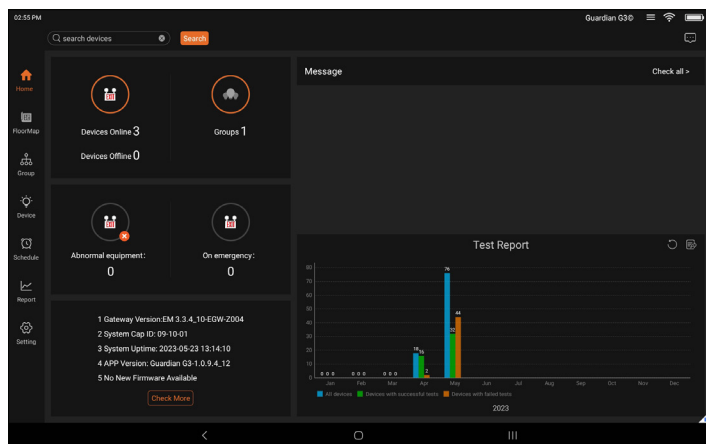 02:55 PM
Guardian G3©
search devices
Search
Home
FloorMap
Group
Device
Schedule
Report
Setting
EXIT
Devices Online 3
Devices Offline 0
Groups 1
EXIT
Abnormal equipment:
0
EXIT
On emergency:
0
1 Gateway Version:EM 3.3.4_10-EGW-Z004
2 System Cap ID: 09-10-01
3 System Uptime: 2023-05-23 13:14:10
4 APP Version: Guardian G3-1.0.9.4_12
5 No New Firmware Available
Check More
Message
Check all >
Test Report
80
70
60
50
40
30
20
10
0
0 0 0
0 0 0
0 0 0
18
16
2
76
32
44
Jan Feb Mar Apr May Jun Jul Aug Sep Oct Nov Dec
All devices
Devices with successful tests
Devices with failed tests
2023